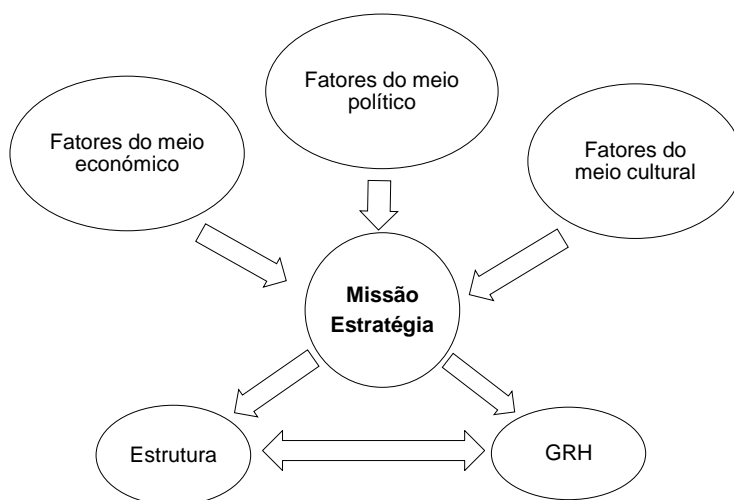 Fatores do meio
político
Fatores do meio
económico
Fatores do
meio cultural
Missão
Estratégia
Estrutura
GRH